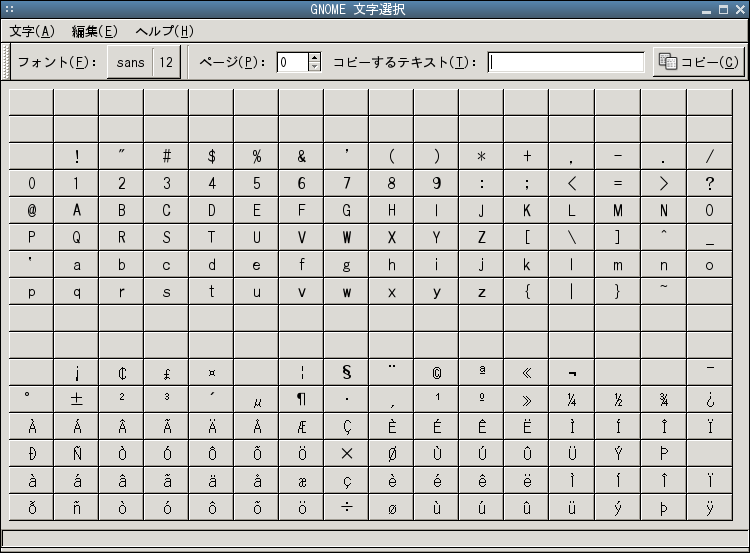 GNOME 文字選択
文字(A) 編集(E) ヘルプ(H)
フォント(F): sans 12 ページ(P): 0 コピーするテキスト(T): コピー(C)
! " # $ % & ' ( ) * + , - . /
0 1 2 3 4 5 6 7 8 9 : ; < = > ?
@ A B C D E F G H I J K L M N O
P Q R S T U V W X Y Z [ \ ] ^ _
` a b c d e f g h i j k l m n o
p q r s t u v w x y z { | } ~
¡ ¢ £ ¤ ¦ § ¨ © ª « ¬ ¯
° ± ² ³ ´ µ ¶ · ¸ ¹ º » ¼ ½ ¾ ¿
À Á Â Ã Ä Å Æ Ç È É Ê Ë Ì Í Î Ï
Ð Ñ Ò Ó Ô Õ Ö × Ø Ù Ú Û Ü Ý Þ
à á â ã ä å æ ç è é ê ë ì í î ï
ð ñ ò ó ô õ ö ÷ ø ù ú û ü ý þ ÿ